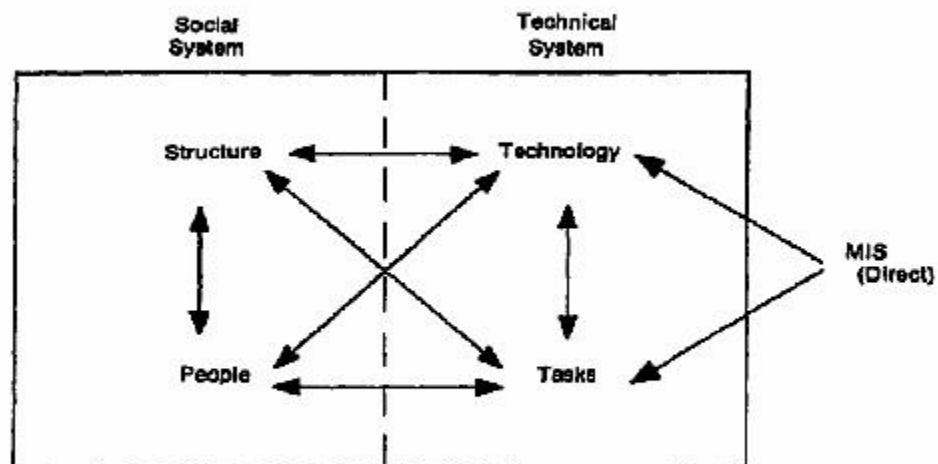 Social
System
Technical
System
Structure
Technology
MIS
(Direct)
People
Tasks